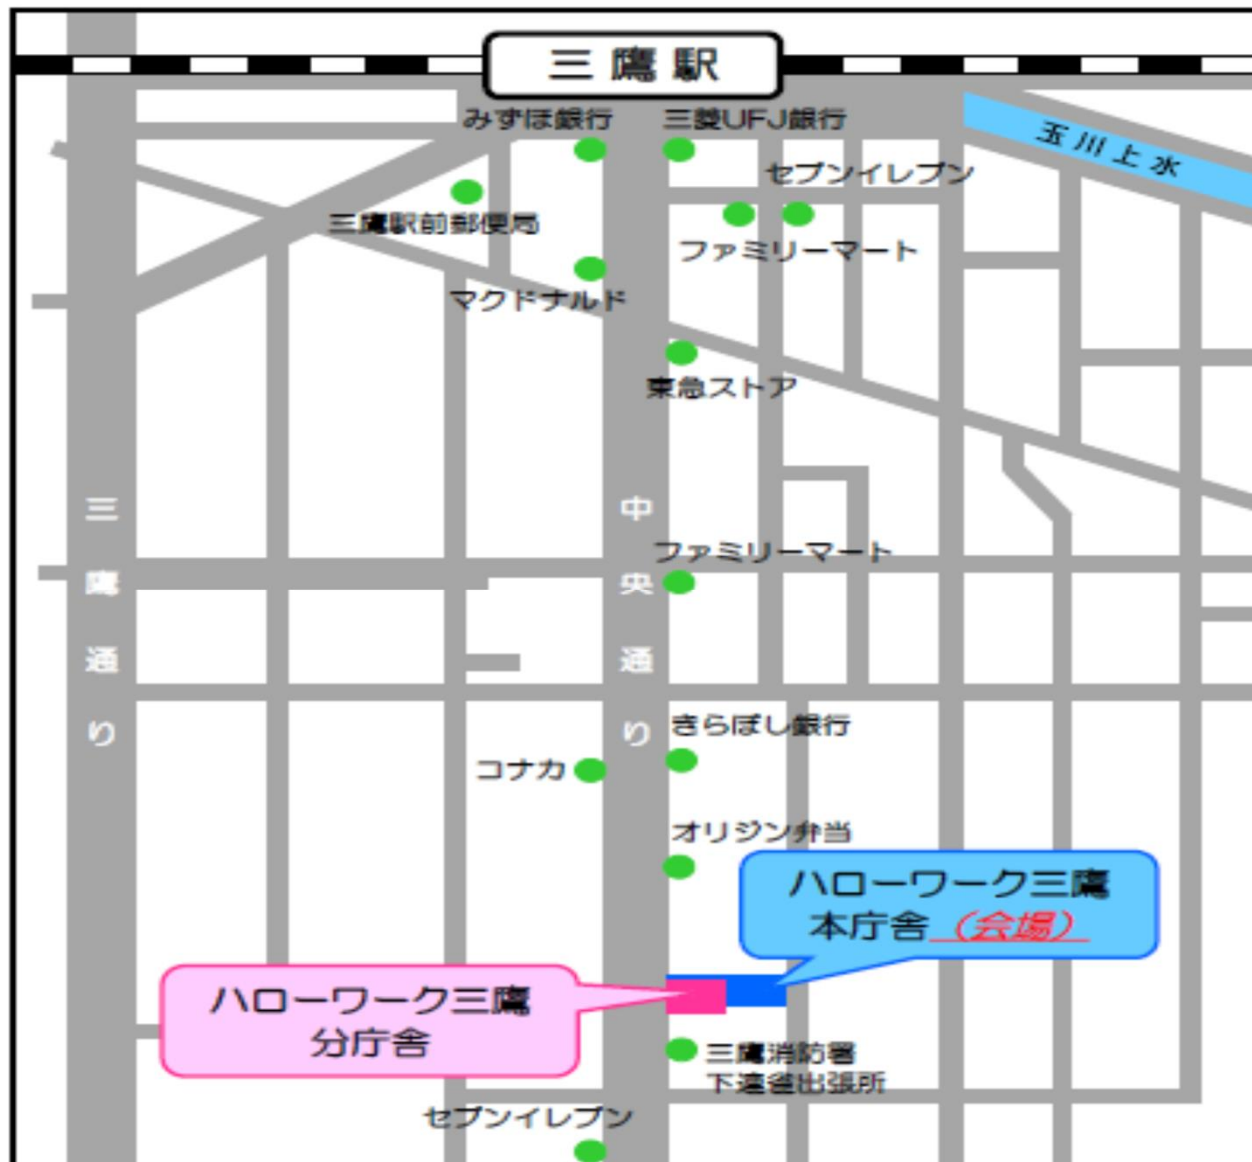 三鷹駅
みずほ銀行
三菱UFJ銀行
玉川上水
セブンイレブン
三鷹駅前郵便局
ファミリーマート
マクドナルド
東急ストア
三鷹通り
中央通り
ファミリーマート
きらぼし銀行
コナカ
オリジン弁当
ハローワーク三鷹
本庁舎（会場）
ハローワーク三鷹
分庁舎
三鷹消防署
下連雀出張所
セブンイレブン